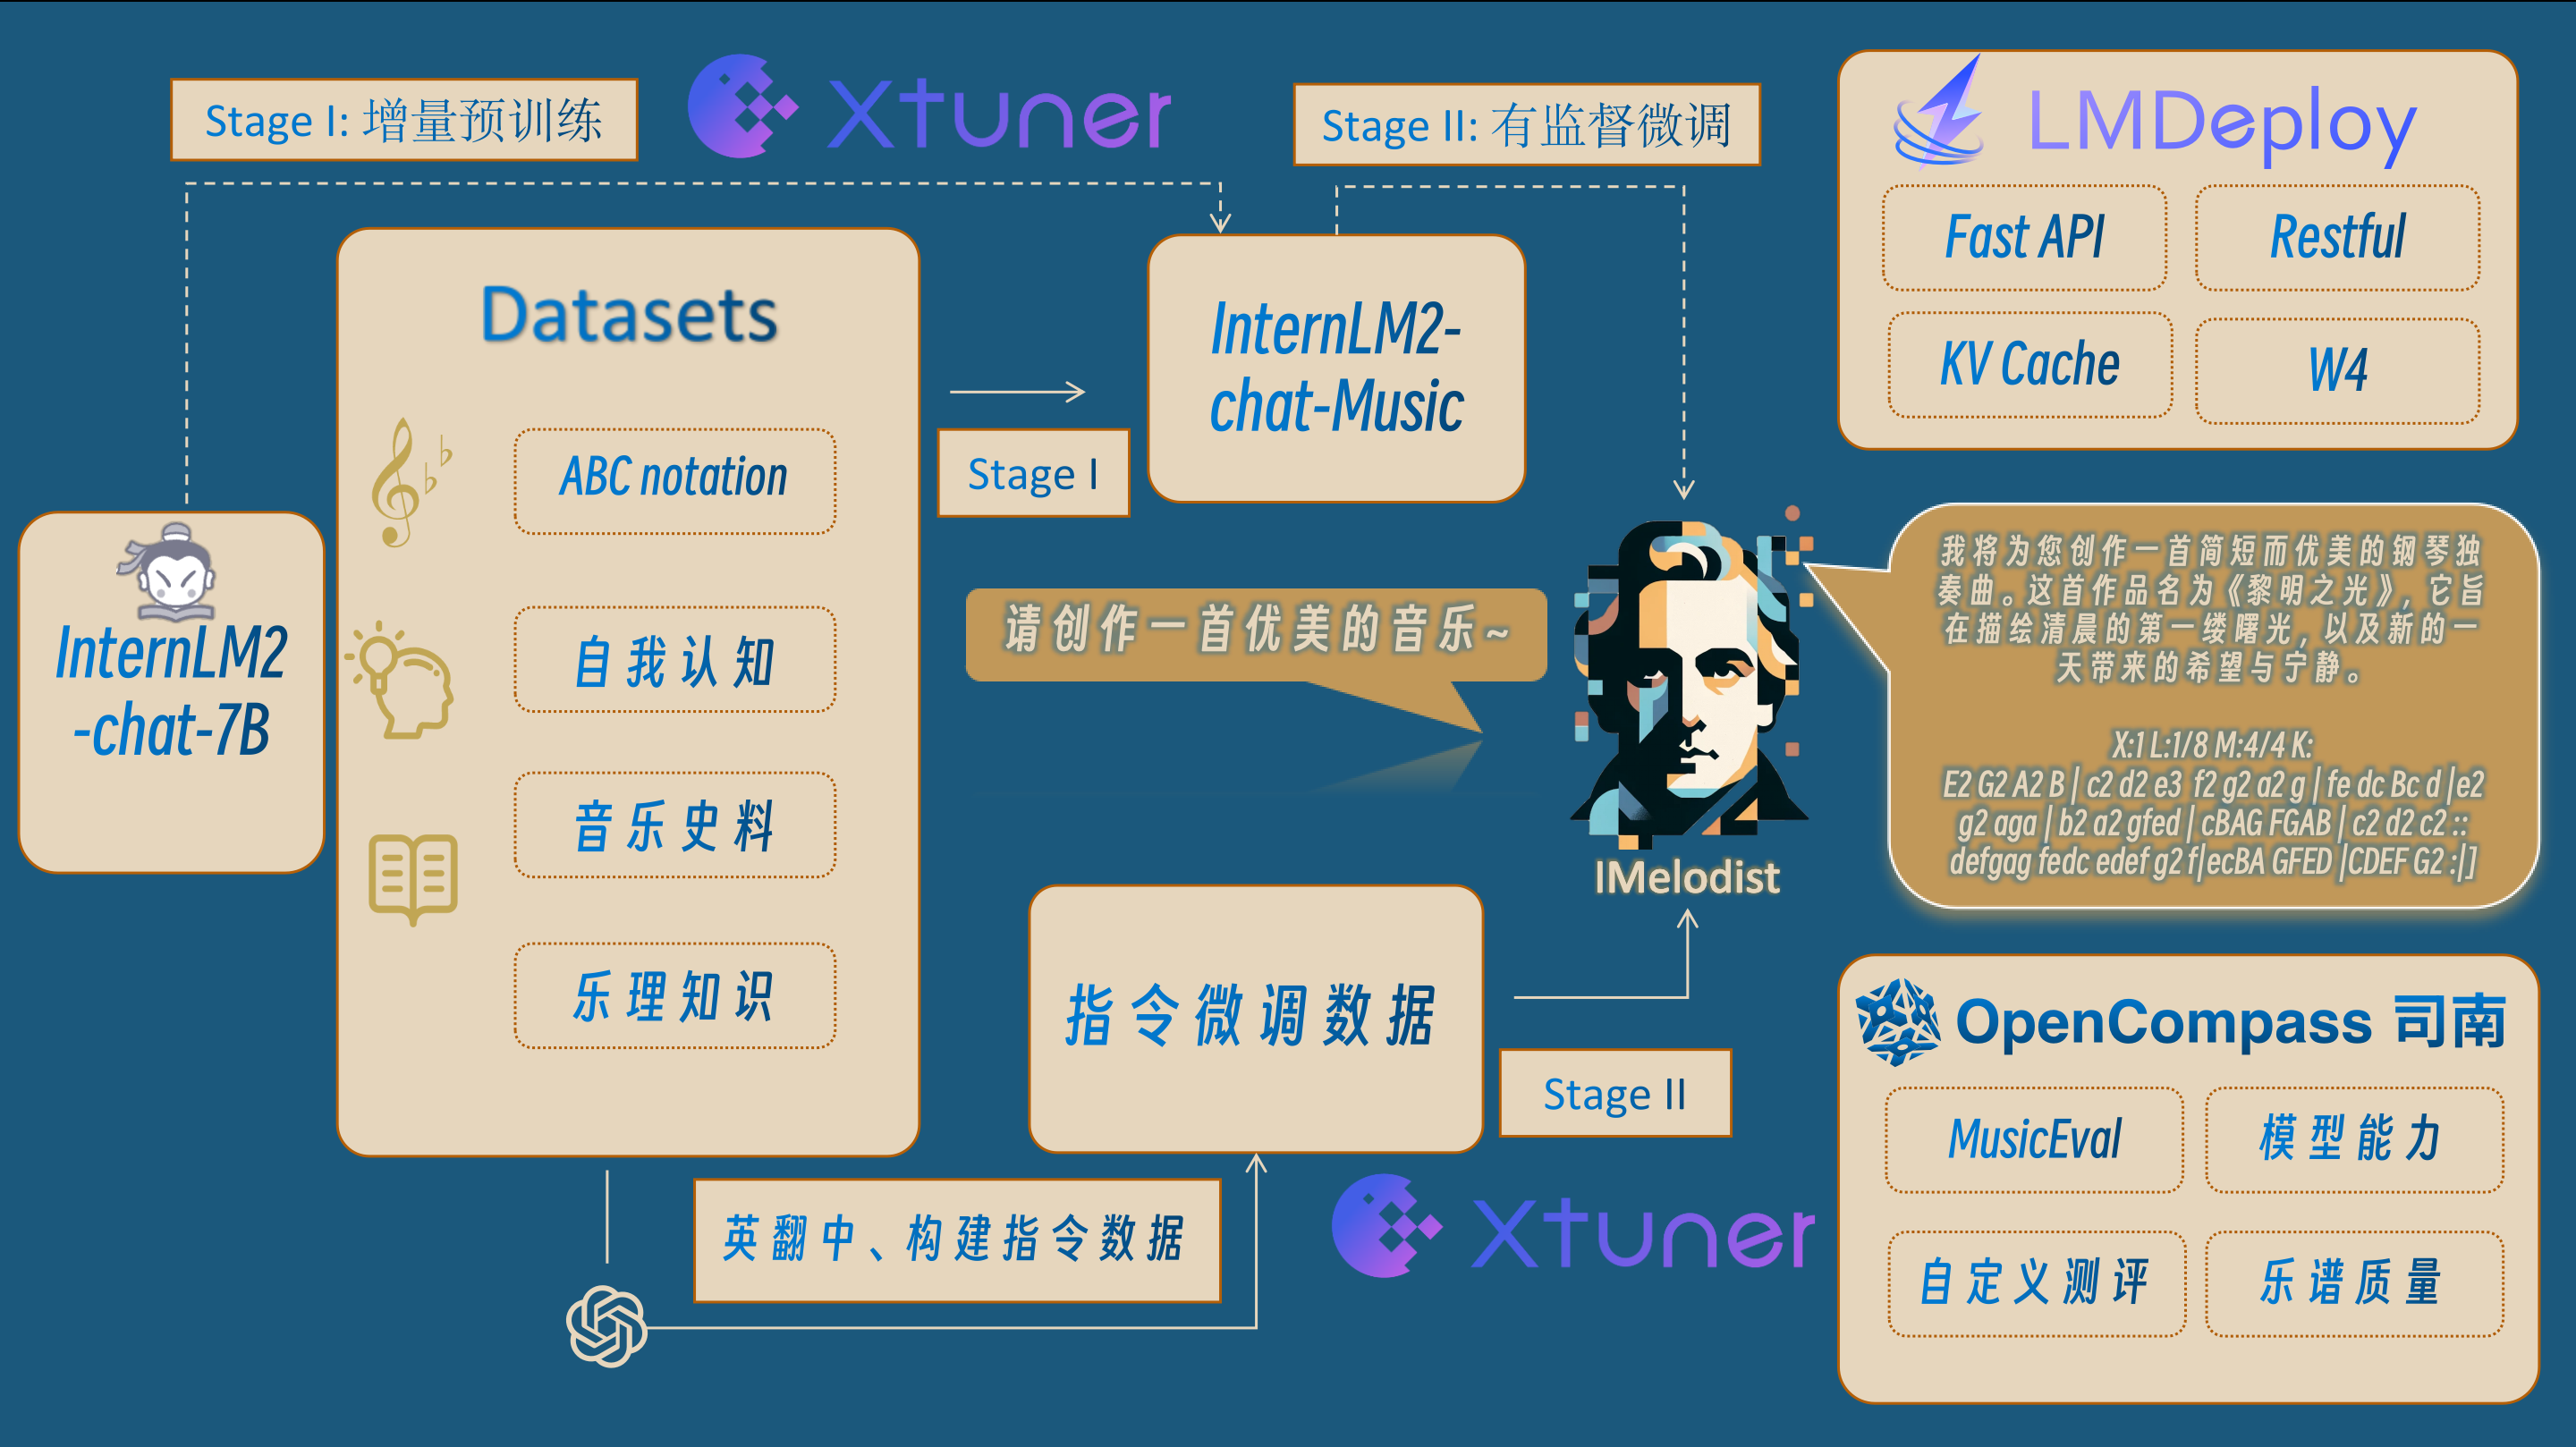 Stage I: 增量预训练
Xtuner
Stage II: 有监督微调
LMDeploy
Fast API
Restful
KV Cache
W4
Datasets
ABC notation
自我认知
音乐史料
乐理知识
InternLM2
-chat-7B
Stage I
InternLM2-
chat-Music
请创作一首优美的音乐~
IMelodist
我将为您创作一首简短而优美的钢琴独
奏曲。这首作品名为《黎明之光》, 它旨
在描绘清晨的第一缕曙光, 以及新的一
天带来的希望与宁静。
X:1 L:1/8 M:4/4 K:
E2 G2 A2 B | c2 d2 e3 f2 g2 a2 g | fe dc Bc d |e2
g2 aga | b2 a2 gfed | cBAG FGAB | c2 d2 c2 ::
defgag fedc edef g2 f|ecBA GFED |CDEF G2 :|]
指令微调数据
Stage II
英翻中、构建指令数据
Xtuner
OpenCompass 司南
MusicEval
模型能力
自定义测评
乐谱质量